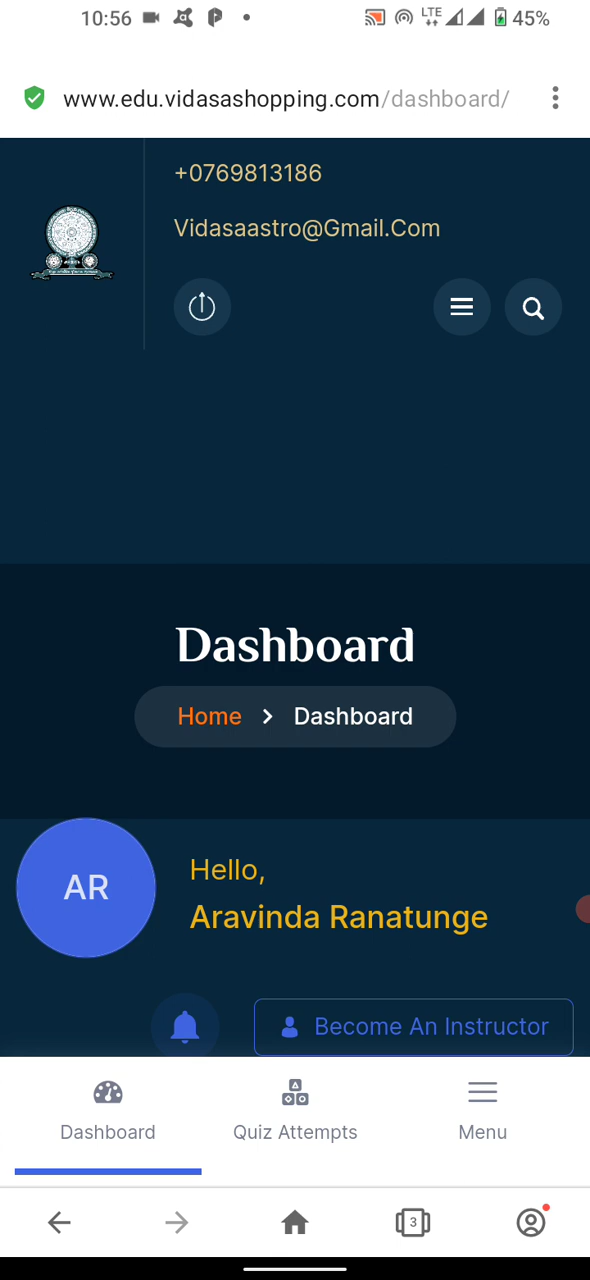 10:56
LTE
45%
www.edu.vidasashopping.com/dashboard/
+0769813186
Vidasaastro@Gmail.Com
Dashboard
Home > Dashboard
AR
Hello,
Aravinda Ranatunge
Become An Instructor
Dashboard
Quiz Attempts
Menu
3